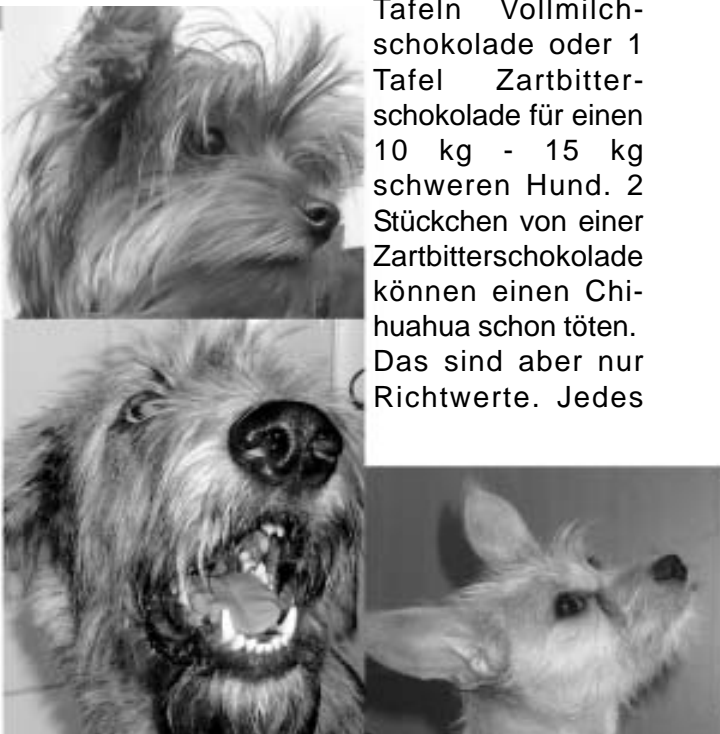 Tafeln Vollmilch-
schokolade oder 1
Tafel Zartbitter-
schokolade für einen
10 kg - 15 kg
schweren Hund. 2
Stückchen von einer
Zartbitterschokolade
können einen Chi-
huahua schon töten.
Das sind aber nur
Richtwerte. Jedes